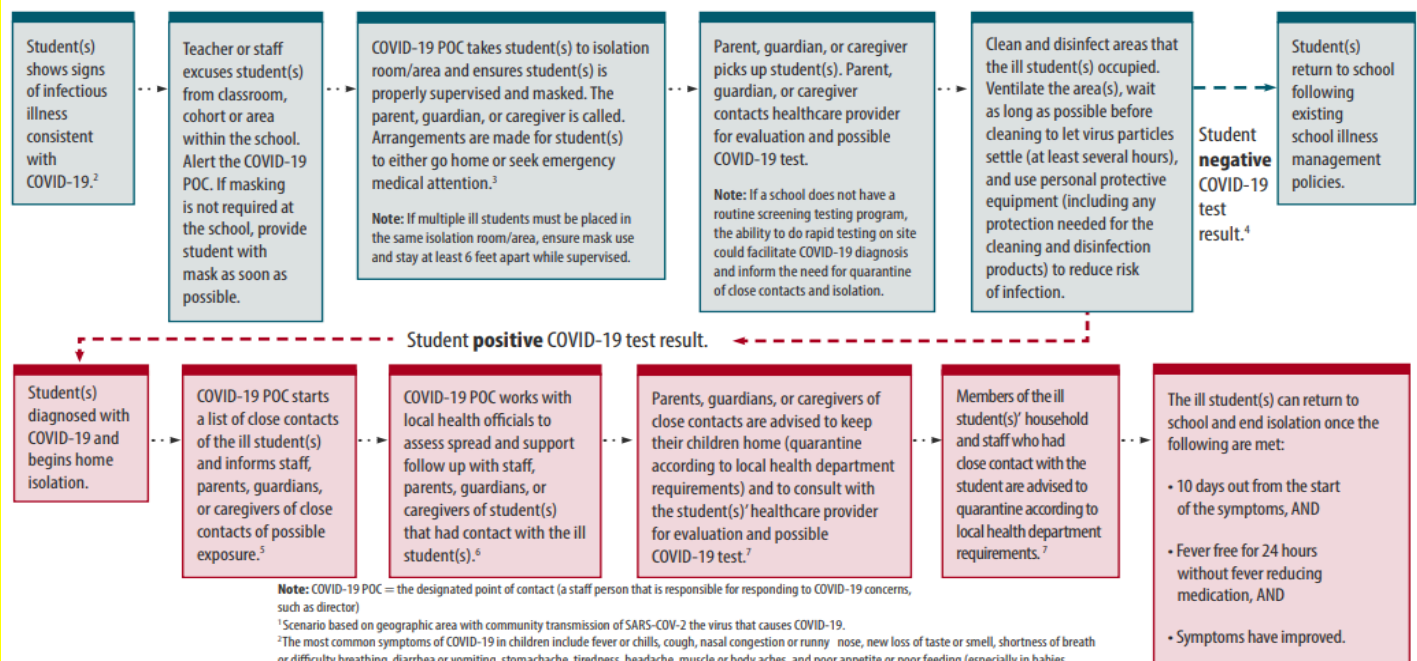 Student(s)
shows signs
of infectious
illness
consistent
with
COVID-19.²
Teacher or staff
excuses student(s)
from classroom,
cohort or area
within the school.
Alert the COVID-19
POC. If masking
is not required at
the school, provide
student with
mask as soon as
possible.
COVID-19 POC takes student(s) to isolation
room/area and ensures student(s) is
properly supervised and masked. The
parent, guardian, or caregiver is called.
Arrangements are made for student(s)
to either go home or seek emergency
medical attention.³
Note: If multiple ill students must be placed in
the same isolation room/area, ensure mask use
and stay at least 6 feet apart while supervised.
Parent, guardian, or caregiver
picks up student(s). Parent,
guardian, or caregiver
contacts healthcare provider
for evaluation and possible
COVID-19 test.
Note: If a school does not have a
routine screening testing program,
the ability to do rapid testing on site
could facilitate COVID-19 diagnosis
and inform the need for quarantine
of close contacts and isolation.
Clean and disinfect areas that
the ill student(s) occupied.
Ventilate the area(s), wait
as long as possible before
cleaning to let virus particles
settle (at least several hours),
and use personal protective
equipment (including any
protection needed for the
cleaning and disinfection
products) to reduce risk
of infection.
Student
negative
COVID-19
test
result.⁴
Student(s)
return to school
following
existing
school illness
management
policies.
Student positive COVID-19 test result.
Student(s)
diagnosed with
COVID-19 and
begins home
isolation.
COVID-19 POC starts
a list of close contacts
of the ill student(s)
and informs staff,
parents, guardians,
or caregivers of close
contacts of possible
exposure.⁵
COVID-19 POC works with
local health officials to
assess spread and support
follow up with staff,
parents, guardians, or
caregivers of student(s)
that had contact with the ill
student(s).⁶
Parents, guardians, or caregivers of
close contacts are advised to keep
their children home (quarantine
according to local health department
requirements) and to consult with
the student(s)' healthcare provider
for evaluation and possible
COVID-19 test.⁷
Members of the ill
student(s)' household
and staff who had
close contact with the
student are advised to
quarantine according to
local health department
requirements. ⁷
The ill student(s) can return to
school and end isolation once the
following are met:
• 10 days out from the start
of the symptoms, AND
• Fever free for 24 hours
without fever reducing
medication, AND
• Symptoms have improved.
Note: COVID-19 POC = the designated point of contact (a staff person that is responsible for responding to COVID-19 concerns,
such as director)
¹Scenario based on geographic area with community transmission of SARS-COV-2 the virus that causes COVID-19.
²The most common symptoms of COVID-19 in children include fever or chills, cough, nasal congestion or runny nose, new loss of taste or smell, shortness of breath
or difficulty breathing, diarrhea or vomiting, stomachache, tiredness, headache, muscle or body aches, and poor appetite or poor feeding (especially in babies